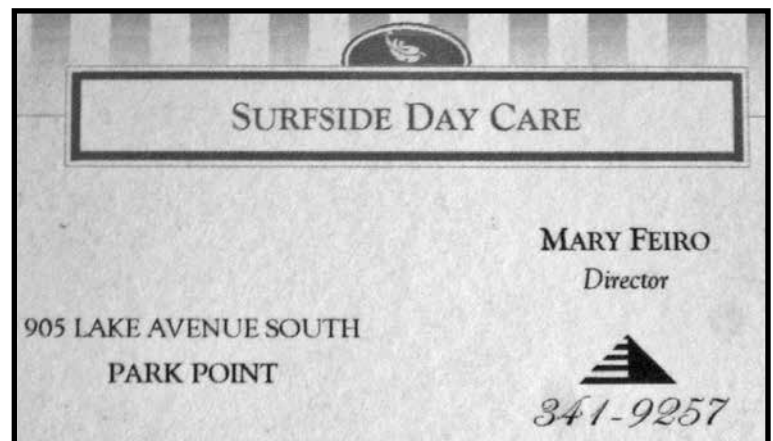 SURFSIDE DAY CARE
MARY FEIRO
Director
905 LAKE AVENUE SOUTH
PARK POINT
341-9257